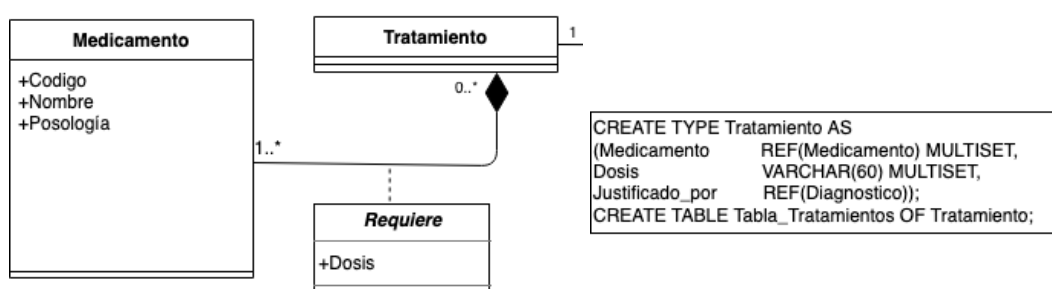 Medicamento
+Codigo
+Nombre
+Posología
Tratamiento
1
0..*
1..*
Requiere
+Dosis
CREATE TYPE Tratamiento AS
(Medicamento REF(Medicamento) MULTISET,
Dosis VARCHAR(60) MULTISET,
Justificado_por REF(Diagnostico));
CREATE TABLE Tabla_Tratamientos OF Tratamiento;